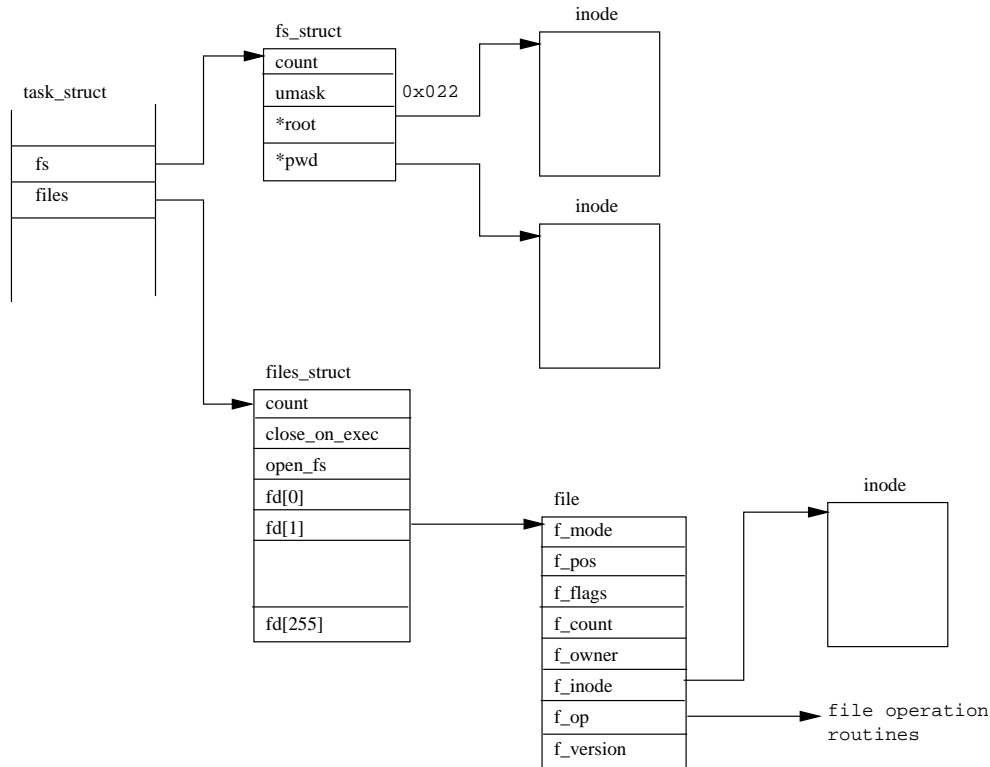 inode
fs_struct
count
umask
0x022
*root
*pwd
task_struct
fs
files
inode
files_struct
count
close_on_exec
open_fs
fd[0]
fd[1]
fd[255]
file
f_mode
f_pos
f_flags
f_count
f_owner
f_inode
f_op
f_version
inode
file operation
routines